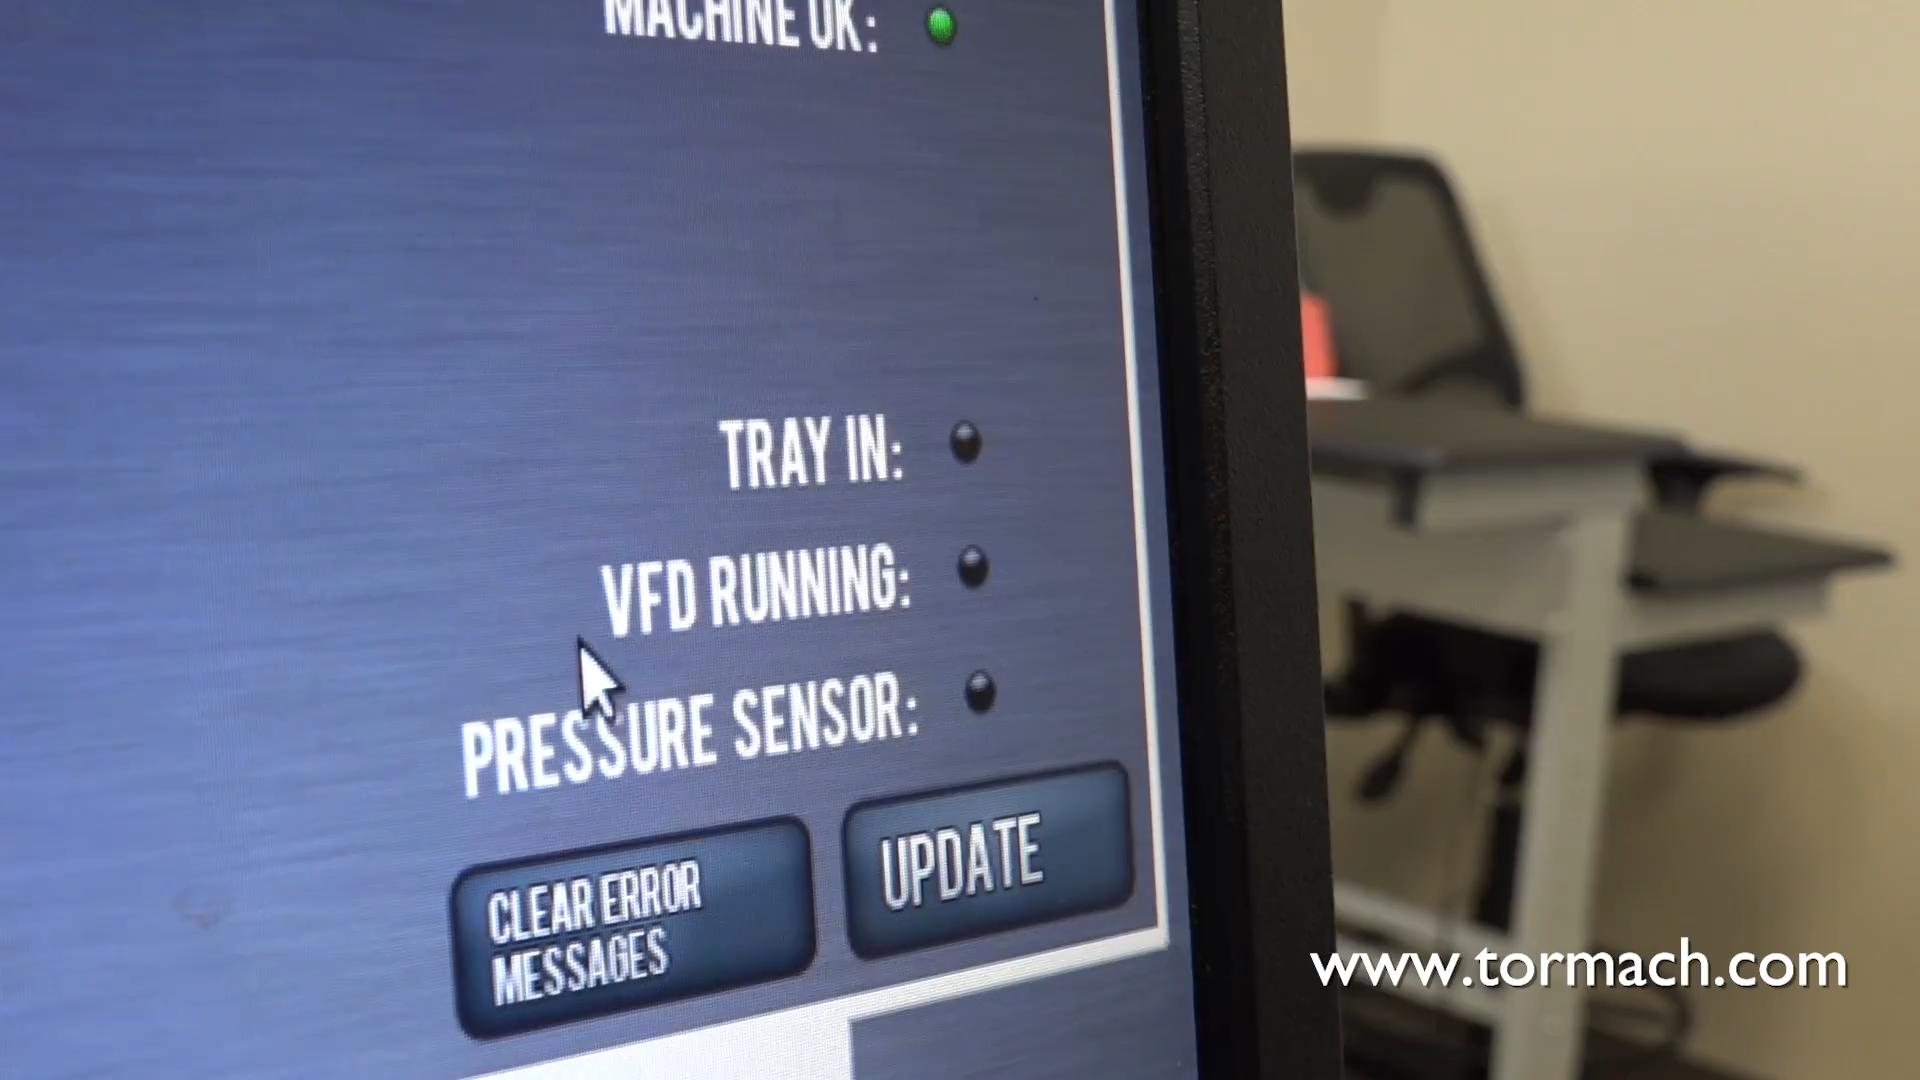 MACHINE OK:
TRAY IN:
VFD RUNNING:
PRESSURE SENSOR:
CLEAR ERROR
MESSAGES
UPDATE
www.tormach.com